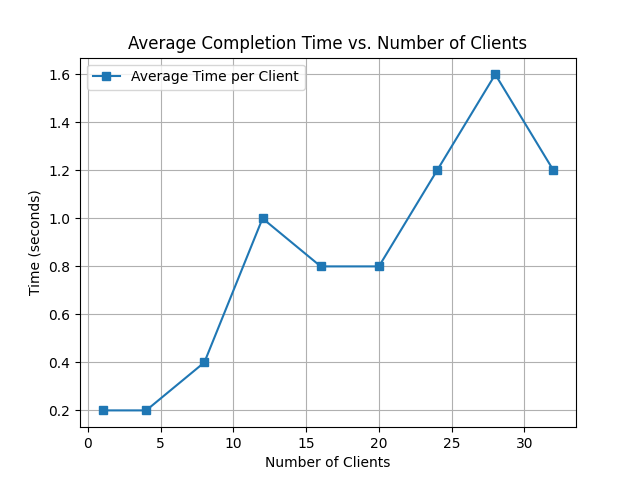 Average Completion Time vs. Number of Clients
Average Time per Client
Time (seconds)
1.6
1.4
1.2
1.0
0.8
0.6
0.4
0.2
0 5 10 15 20 25 30
Number of Clients